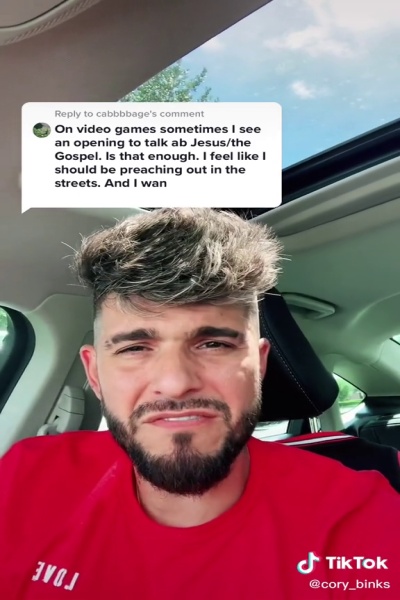 Reply to cabbbbage's comment
On video games sometimes I see
an opening to talk ab Jesus/the
Gospel. Is that enough. I feel like I
should be preaching out in the
streets. And I wan
LOVE
TikTok
@cory_binks